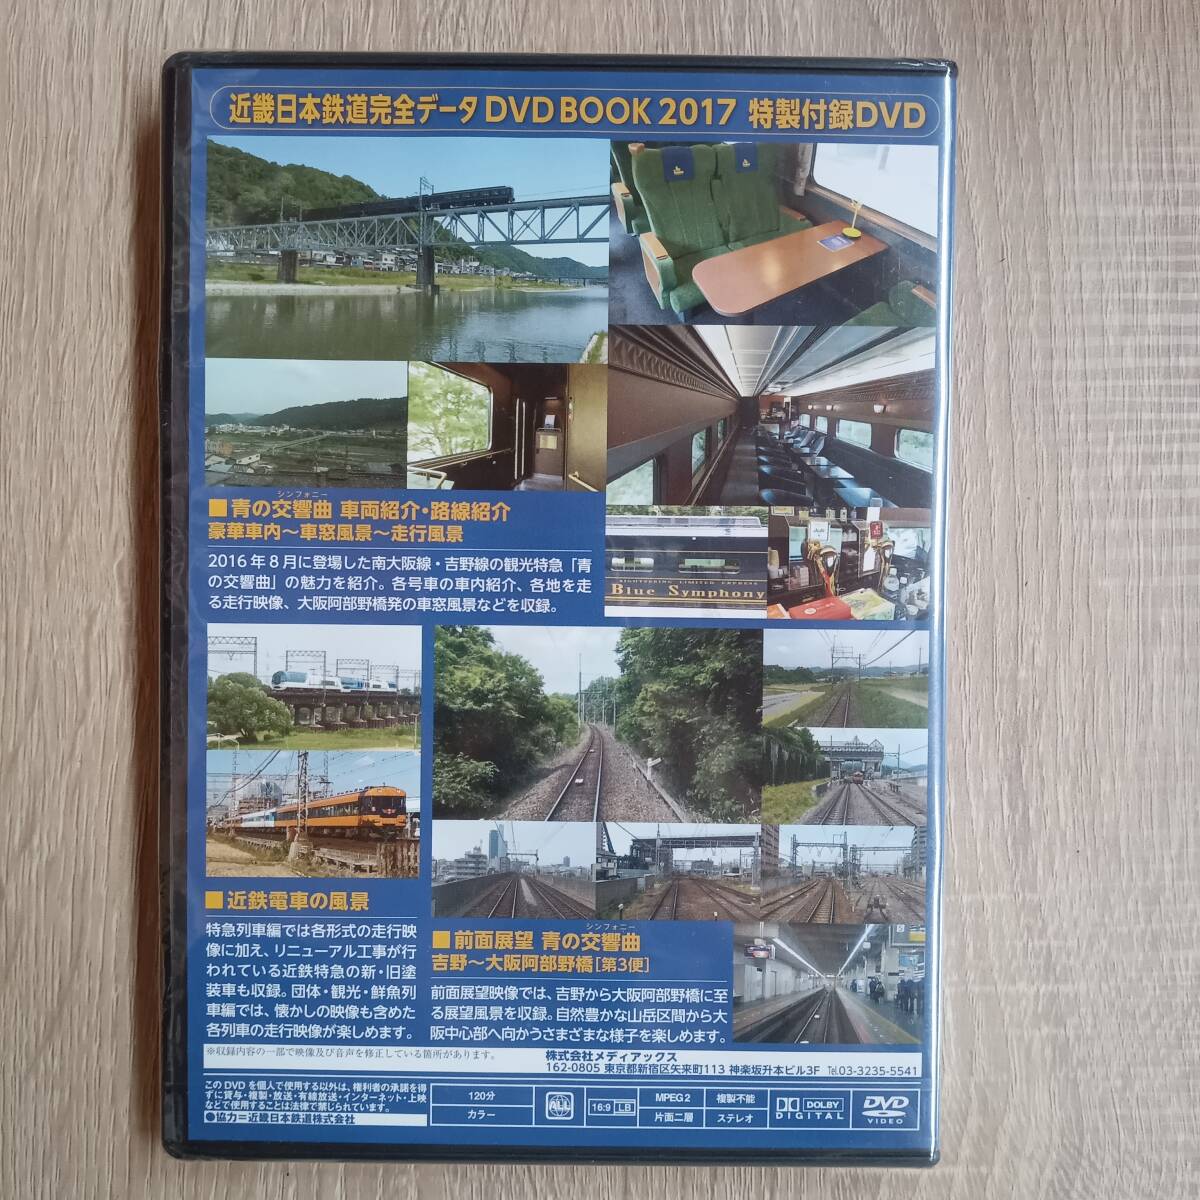 近畿日本鉄道完全データ DVD BOOK 2017 特製付録DVD
シンフォニー
■青の交響曲 車両紹介・路線紹介
豪華車内〜車窓風景〜走行風景
2016年8月に登場した南大阪線・吉野線の観光特急「青
の交響曲」の魅力を紹介。各号車の車内紹介、各地を走
る走行映像、大阪阿部野橋発の車窓風景などを収録。
SIGHTSEEING LIMITED EXPRESS
Blue Symphony
■近鉄電車の風景
特急列車編では各形式の走行映
像に加え、リニューアル工事が行
われている近鉄特急の新・旧塗
装車も収録。団体・観光・鮮魚列
車編では、懐かしの映像も含めた
各列車の走行映像が楽しめます。
シンフォニー
■前面展望 青の交響曲
吉野〜大阪阿部野橋[第3便]
前面展望映像では、吉野から大阪阿部野橋に至
る展望風景を収録。自然豊かな山岳区間から大
阪中心部へ向かうさまざまな様子を楽しめます。
※収録内容の一部で映像及び音声を修正している箇所があります。
株式会社メディアックス
162-0805 東京都新宿区矢来町113 神楽坂升本ビル3F Tel.03-3235-5541
このDVDを個人で使用する以外は、権利者の承諾を得
ずに貸与・複製・放送・有線放送・インターネット・上映
などで使用することは法律で禁じられています。
●協力＝近畿日本鉄道株式会社
120分
カラー
ALL
16:9 LB
MPEG2
片面二層
複製不能
ステレオ
DOLBY
DIGITAL
DVD
VIDEO